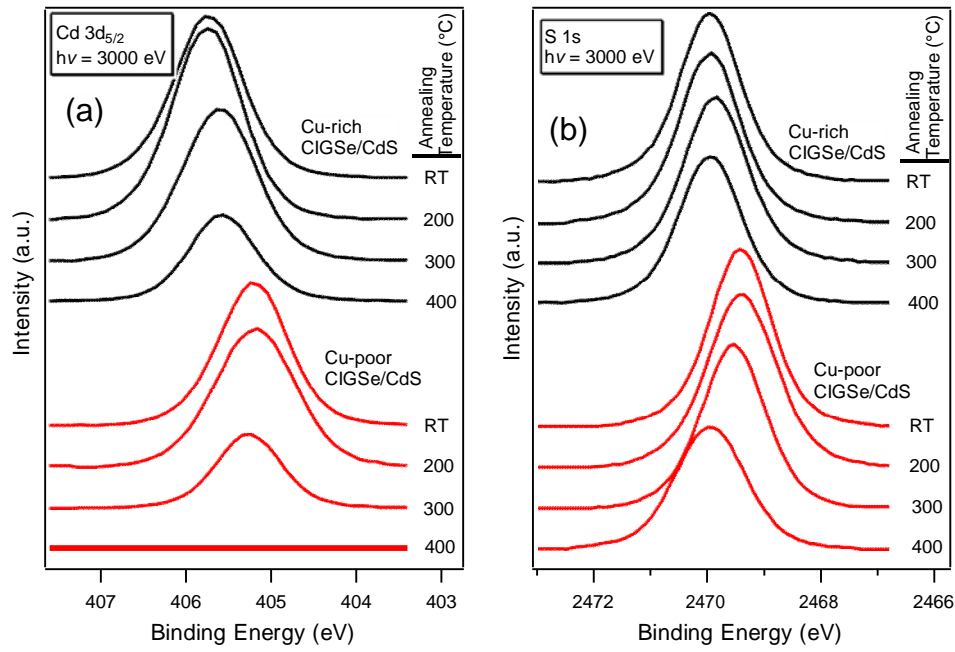 Cd 3d5/2
hν = 3000 eV
(a)
Annealing
Temperature (°C)
Cu-rich
CIGSe/CdS
RT
200
300
400
Cu-poor
CIGSe/CdS
RT
200
300
400
Intensity (a.u.)
407 406 405 404 403
Binding Energy (eV)
S 1s
hν = 3000 eV
(b)
Annealing
Temperature (°C)
Cu-rich
CIGSe/CdS
RT
200
300
400
Cu-poor
CIGSe/CdS
RT
200
300
400
Intensity (a.u.)
2472 2470 2468 2466
Binding Energy (eV)